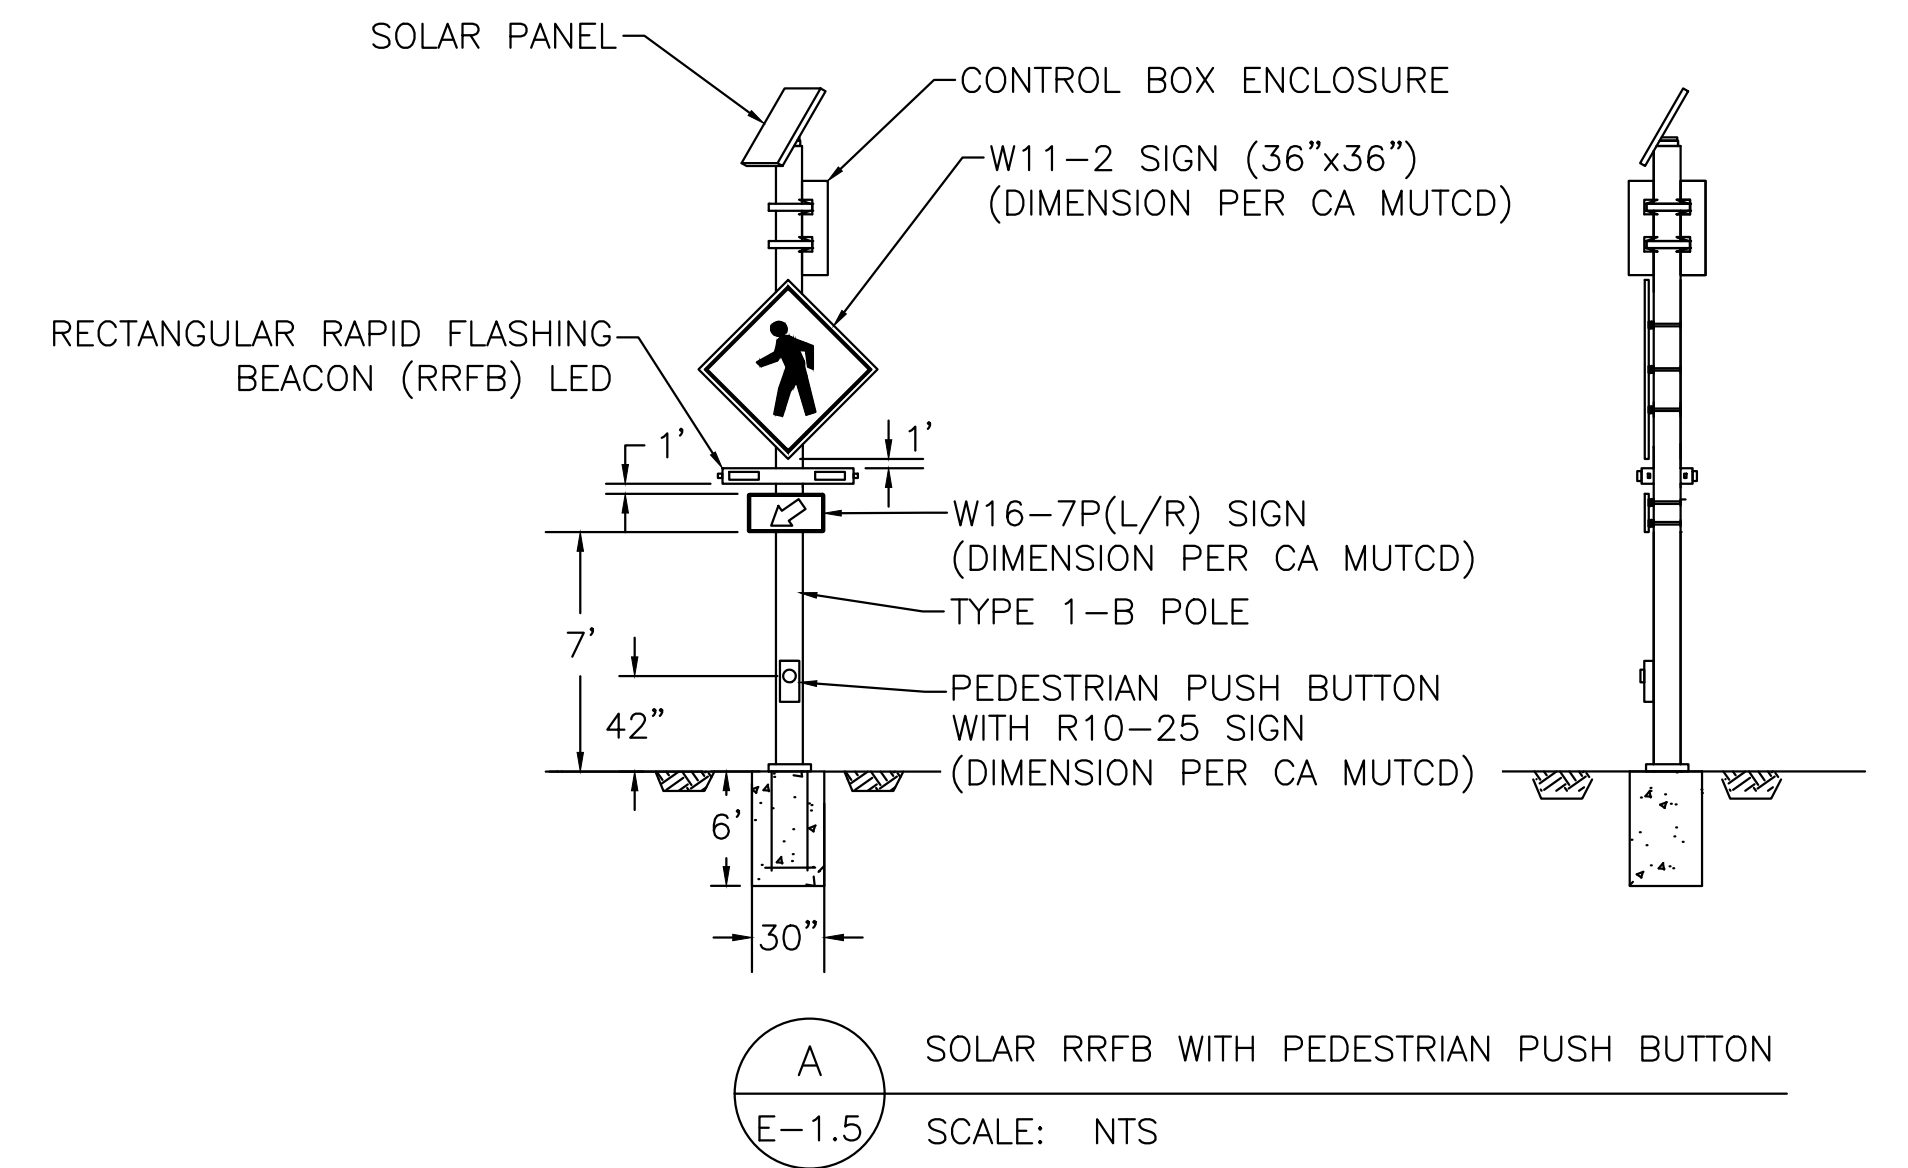 SOLAR PANEL
CONTROL BOX ENCLOSURE
W11-2 SIGN (36"x36")
(DIMENSION PER CA MUTCD)
RECTANGULAR RAPID FLASHING
BEACON (RRFB) LED
1'
1'
W16-7P(L/R) SIGN
(DIMENSION PER CA MUTCD)
TYPE 1-B POLE
7'
PEDESTRIAN PUSH BUTTON
WITH R10-25 SIGN
(DIMENSION PER CA MUTCD)
42"
6'
30"
A
E-1.5
SOLAR RRFB WITH PEDESTRIAN PUSH BUTTON
SCALE: NTS